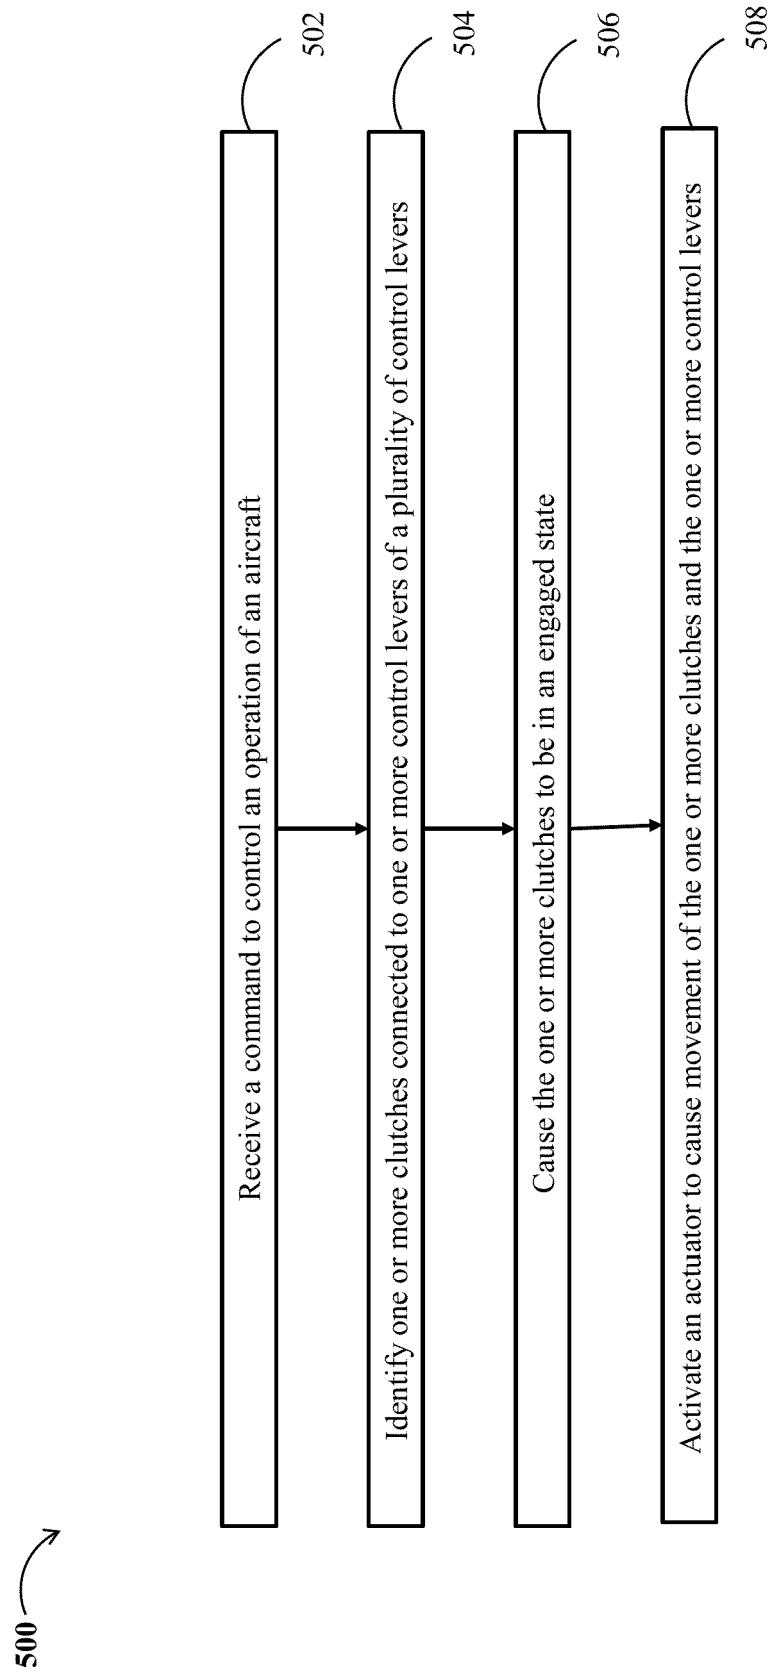 500
Receive a command to control an operation of an aircraft
502
Identify one or more clutches connected to one or more control levers of a plurality of control levers
504
Cause the one or more clutches to be in an engaged state
506
Activate an actuator to cause movement of the one or more clutches and the one or more control levers
508